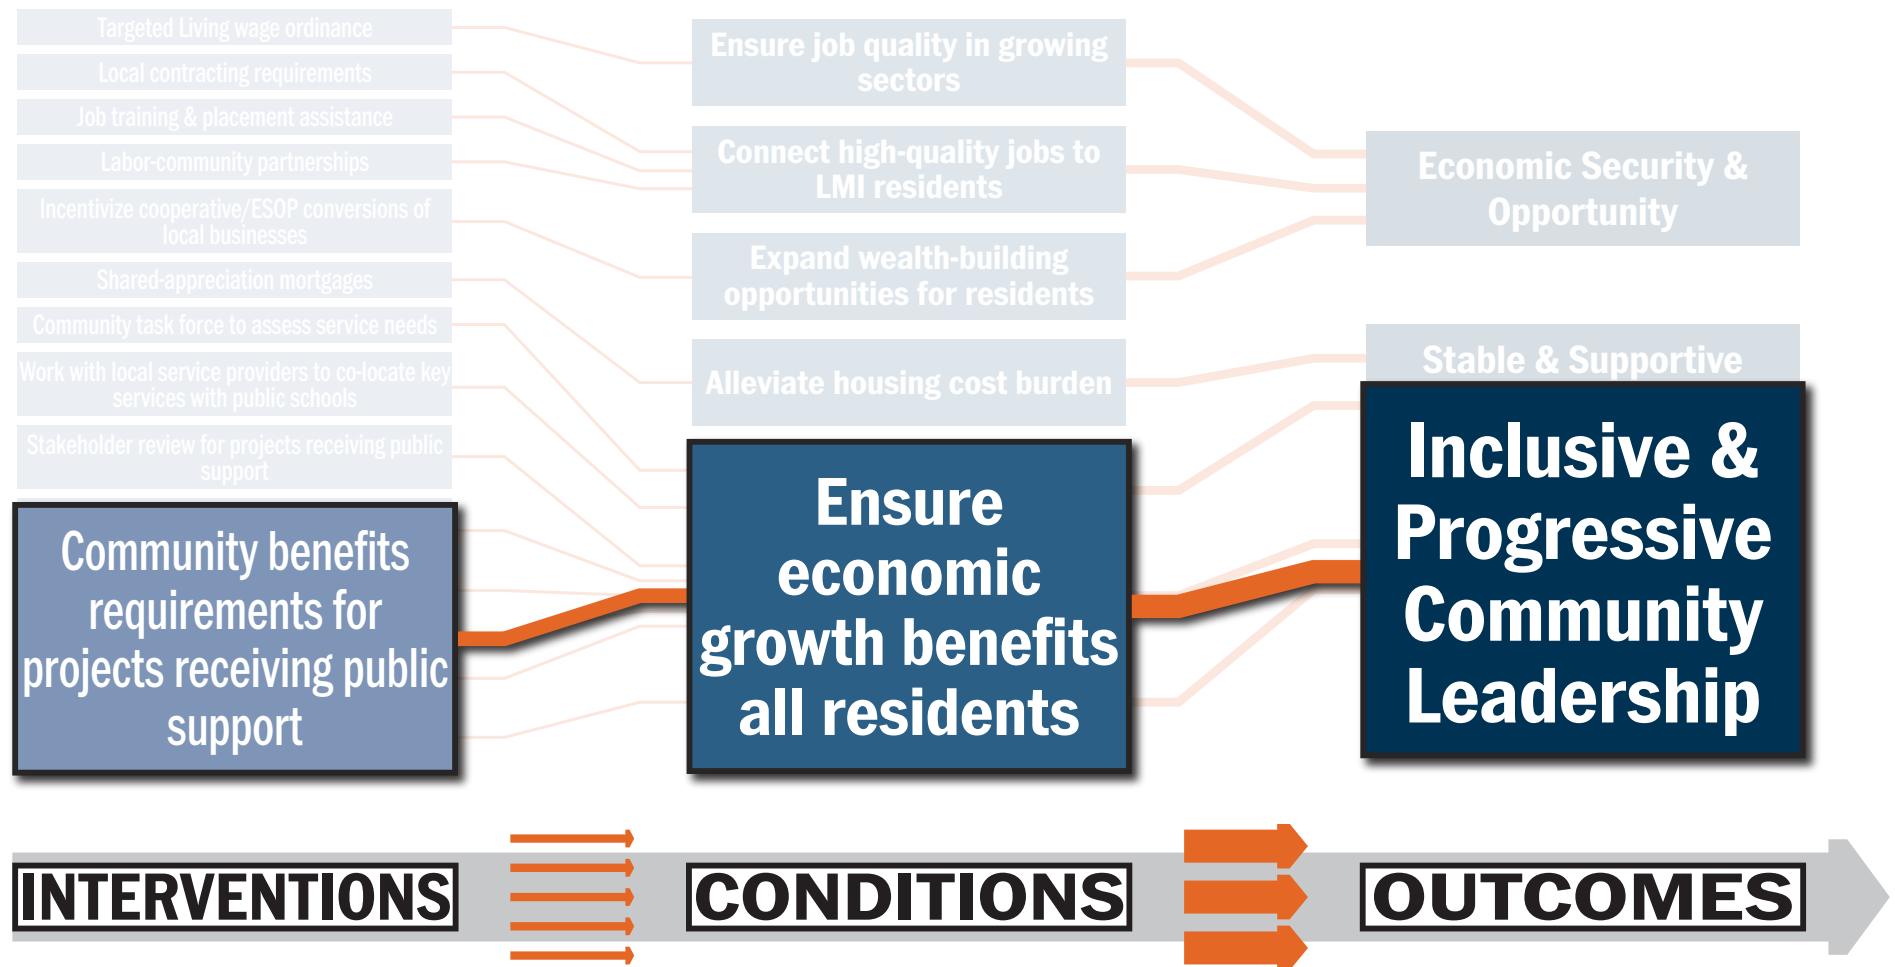 Targeted Living wage ordinance
Local contracting requirements
Job training & placement assistance
Labor-community partnerships
Incentivize cooperative/ESOP conversions of
local businesses
Shared-appreciation mortgages
Community task force to assess service needs
Work with local service providers to co-locate key
services with public schools
Stakeholder review for projects receiving public
support
Community benefits
requirements for
projects receiving public
support
Ensure job quality in growing
sectors
Connect high-quality jobs to
LMI residents
Expand wealth-building
opportunities for residents
Alleviate housing cost burden
Ensure
economic
growth benefits
all residents
Economic Security &
Opportunity
Stable & Supportive
Inclusive &
Progressive
Community
Leadership
INTERVENTIONS
CONDITIONS
OUTCOMES